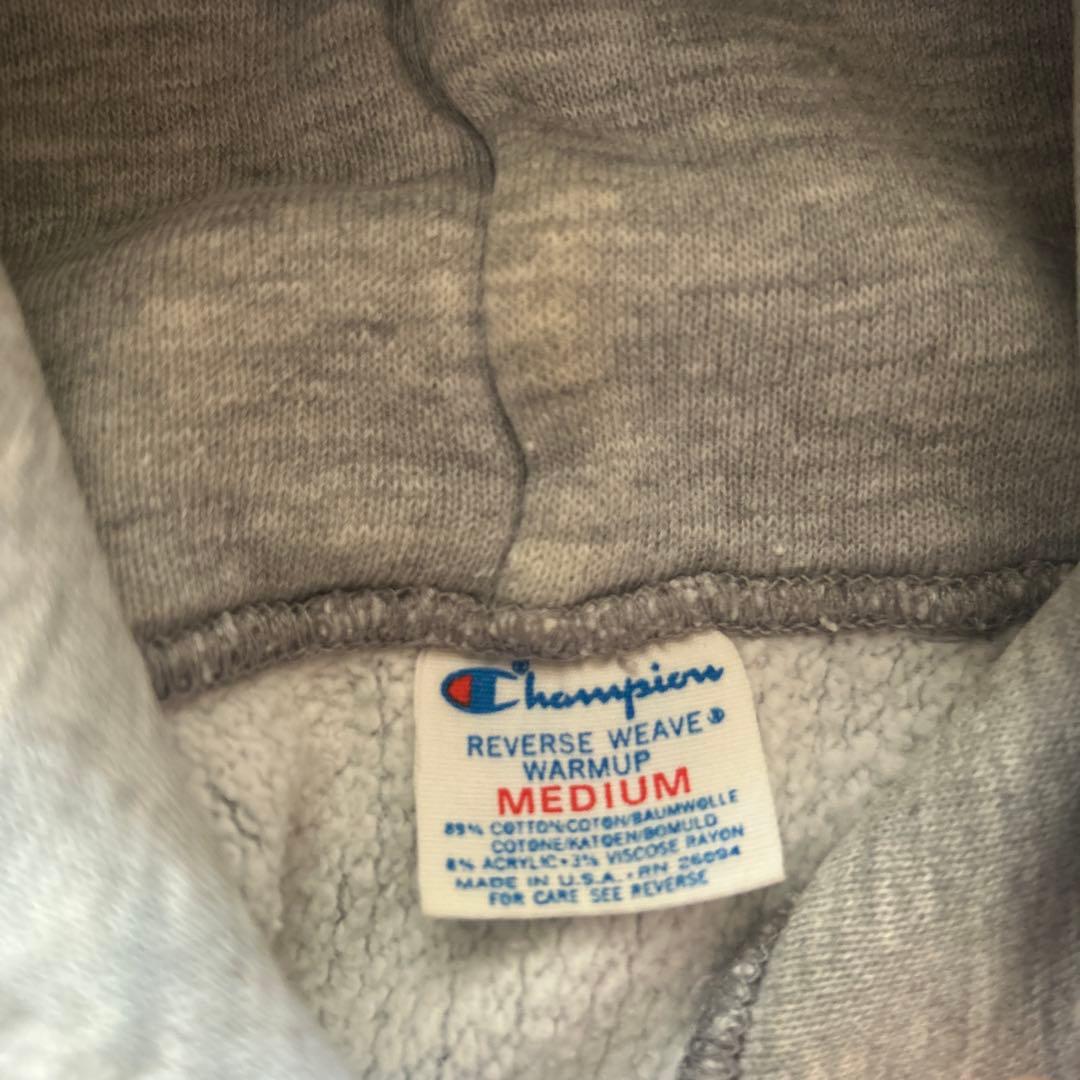 Champion®
REVERSE WEAVE®
WARMUP
MEDIUM
89% COTTON/COTON/BAUMWOLLE
COTONE/KATOEN/BOMULD
8% ACRYLIC • 3% VISCOSE RAYON
MADE IN U.S.A. • RN 26094
FOR CARE SEE REVERSE